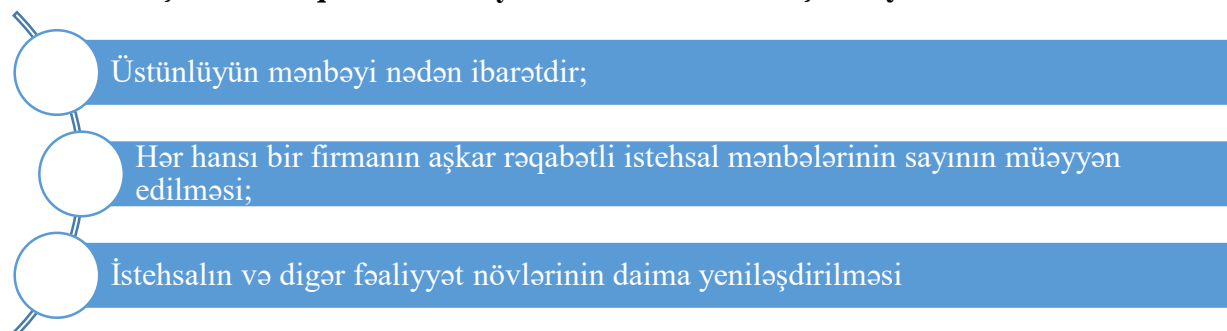 Üstünlüyün mənbəyi nədən ibarətdir;
Hər hansı bir firmanın aşkar rəqabətli istehsal mənbələrinin sayının müəyyən
edilməsi;
İstehsalın və digər fəaliyyət növlərinin daima yeniləşdirilməsi